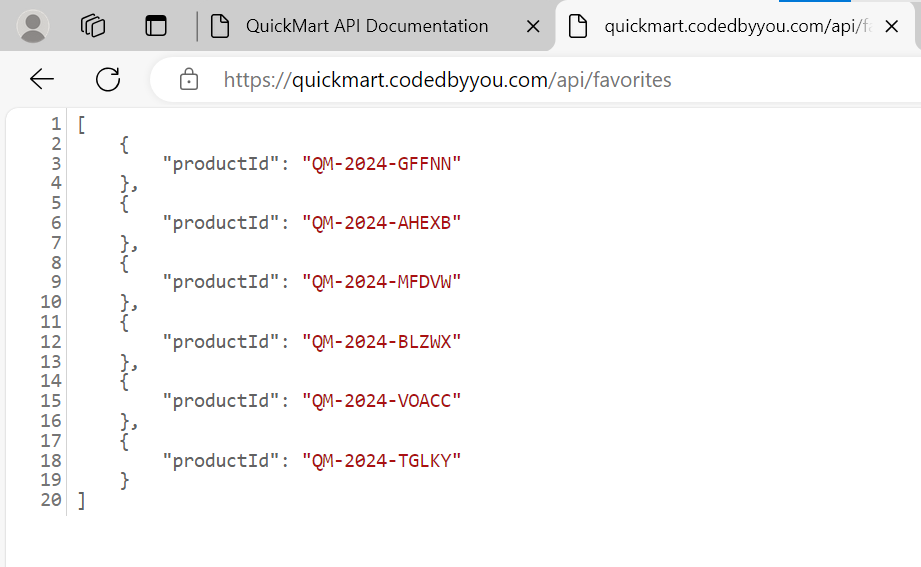 QuickMart API Documentation
quickmart.codedbyyou.com/api/f
https://quickmart.codedbyyou.com/api/favorites
1 [
2 {
3 "productId": "QM-2024-GFFNN"
4 },
5 {
6 "productId": "QM-2024-AHEXB"
7 },
8 {
9 "productId": "QM-2024-MFDVW"
10 },
11 {
12 "productId": "QM-2024-BLZWX"
13 },
14 {
15 "productId": "QM-2024-VOACC"
16 },
17 {
18 "productId": "QM-2024-TGLKY"
19 }
20 ]